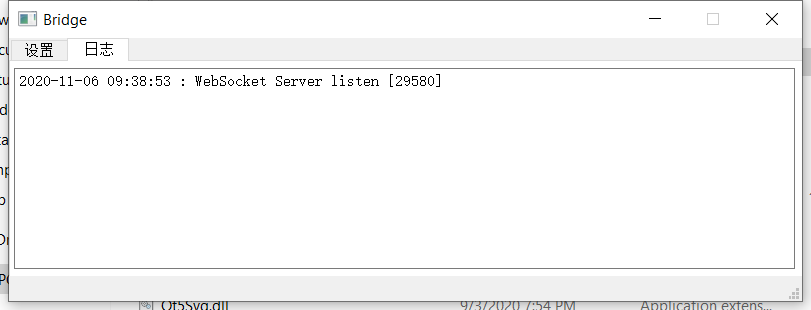 Bridge
设置 日志
2020-11-06 09:38:53 : WebSocket Server listen [29580]
Qt5Svg.dll 9/3/2020 7:54 PM Application extens...